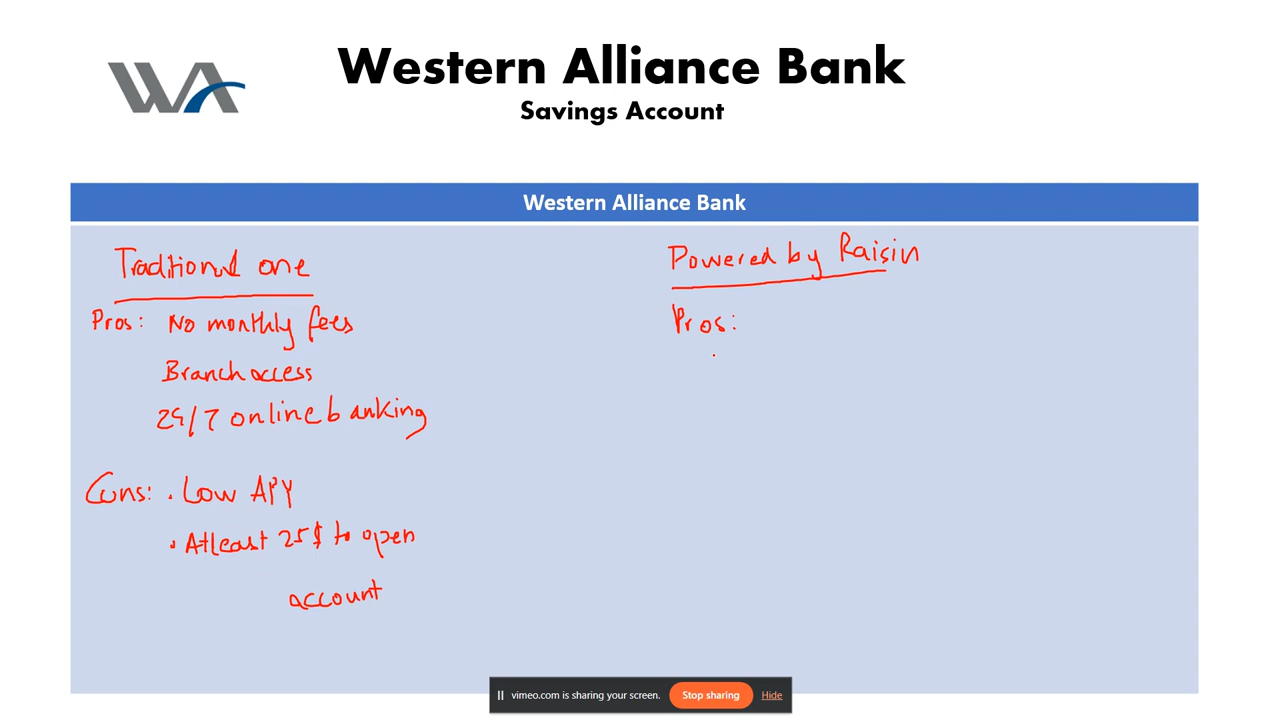 WA
Western Alliance Bank
Savings Account
Western Alliance Bank
Traditional one
Pros: No monthly fees
Branch access
24/7 online banking
Cons: . Low APY
. Atleast 25$ to open
account
Powered by Raisin
Pros:
vimeo.com is sharing your screen. Stop sharing Hide